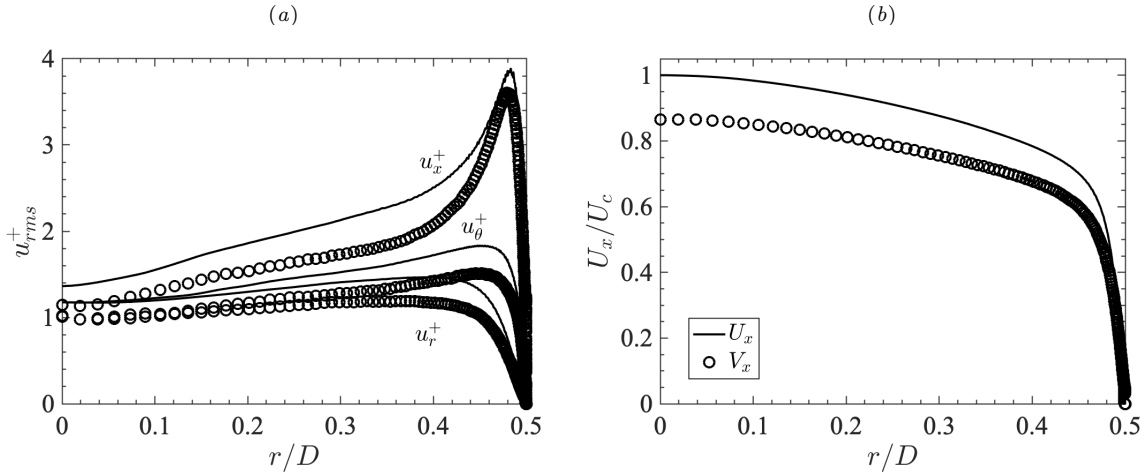 (a)
4
3
2
1
0
u_{rms}^+
u_x^+
u_θ^+
u_r^+
0 0.1 0.2 0.3 0.4 0.5
r/D
(b)
1
0.8
0.6
0.4
0.2
0
U_x/U_c
U_x
V_x
0 0.1 0.2 0.3 0.4 0.5
r/D